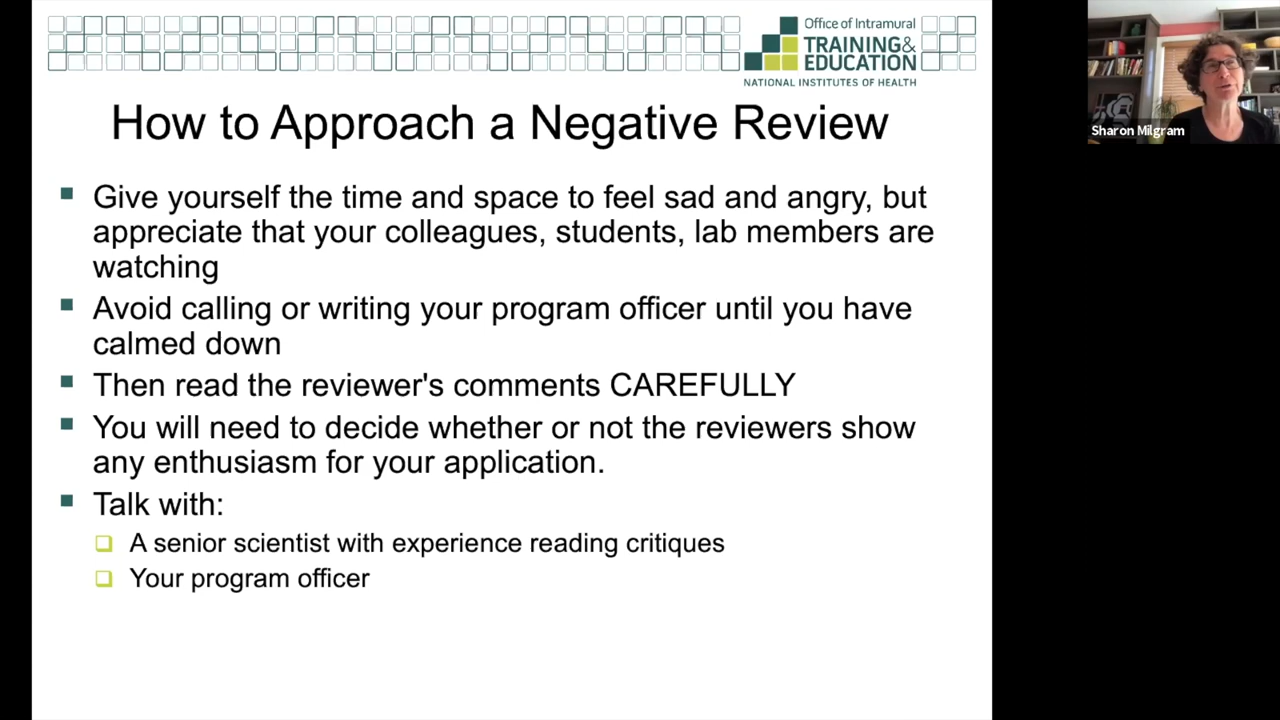 Office of Intramural
TRAINING&
EDUCATION
NATIONAL INSTITUTES OF HEALTH
Sharon Milgram
How to Approach a Negative Review
Give yourself the time and space to feel sad and angry, but
appreciate that your colleagues, students, lab members are
watching
Avoid calling or writing your program officer until you have
calmed down
Then read the reviewer's comments CAREFULLY
You will need to decide whether or not the reviewers show
any enthusiasm for your application.
Talk with:
A senior scientist with experience reading critiques
Your program officer